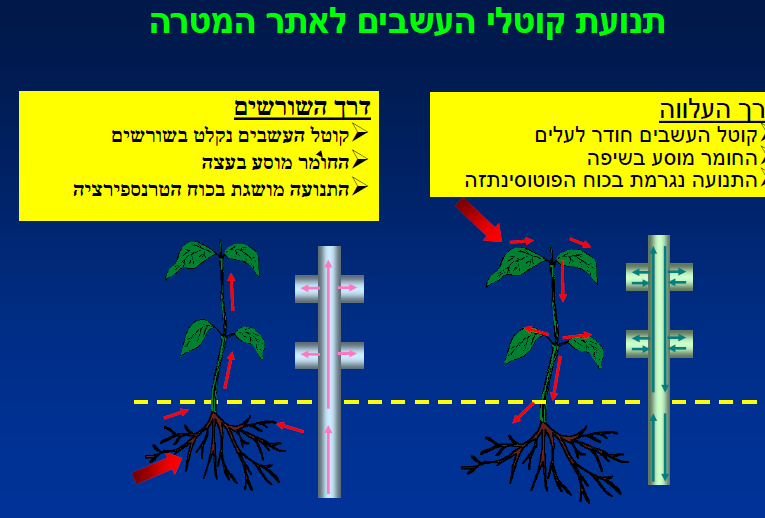 תנועת קוטלי העשבים לאתר המטרה
רך העלווה
קוטל העשבים חודר לעלים
החומר מוסע בשיפה
התנועה נגרמת בכוח הפוטוסינתזה
דרך השורשים
קוטל העשבים נקלט בשורשים
החומר מוסע בעצה
התנועה מושגת בכוח הטרנספירציה